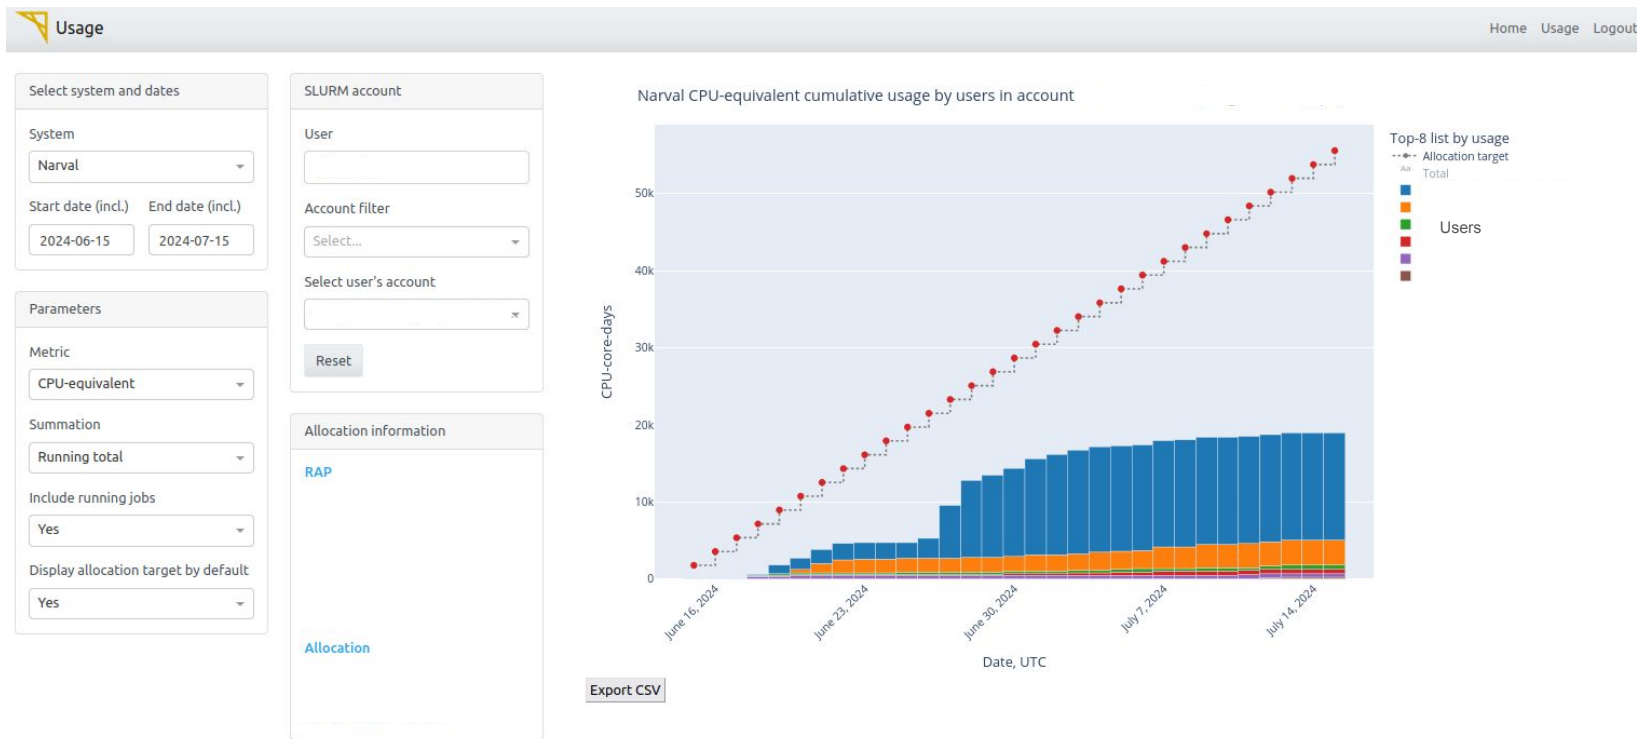 Usage
Home Usage Logout
Select system and dates
System
Narval
Start date (incl.) End date (incl.)
2024-06-15 2024-07-15
Parameters
Metric
CPU-equivalent
Summation
Running total
Include running jobs
Yes
Display allocation target by default
Yes
SLURM account
User
Account filter
Select...
Select user's account
Reset
Allocation information
RAP
Allocation
Narval CPU-equivalent cumulative usage by users in account
CPU-core-days
50k
40k
30k
20k
10k
0
June 16, 2024
June 23, 2024
June 30, 2024
July 7, 2024
July 14, 2024
Date, UTC
Top-8 list by usage
Allocation target
Aa Total
Users
Export CSV